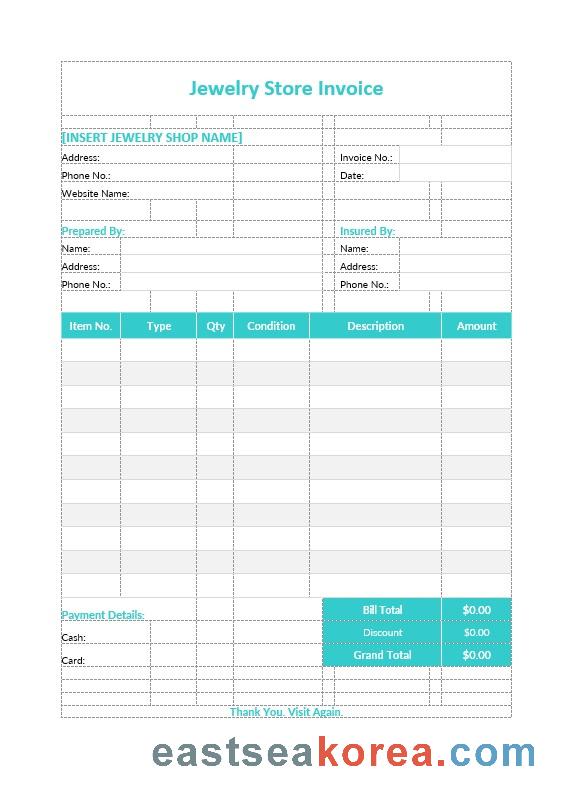 Jewelry Store Invoice
[INSERT JEWELRY SHOP NAME]
Address:
Invoice No.:
Phone No.:
Date:
Website Name:
Prepared By:
Insured By:
Name:
Name:
Address:
Address:
Phone No.:
Phone No.:
Item No. Type Qty Condition Description Amount
Bill Total $0.00
Payment Details:
Discount $0.00
Cash:
Grand Total $0.00
Card:
Thank You. Visit Again.
eastseakorea.com